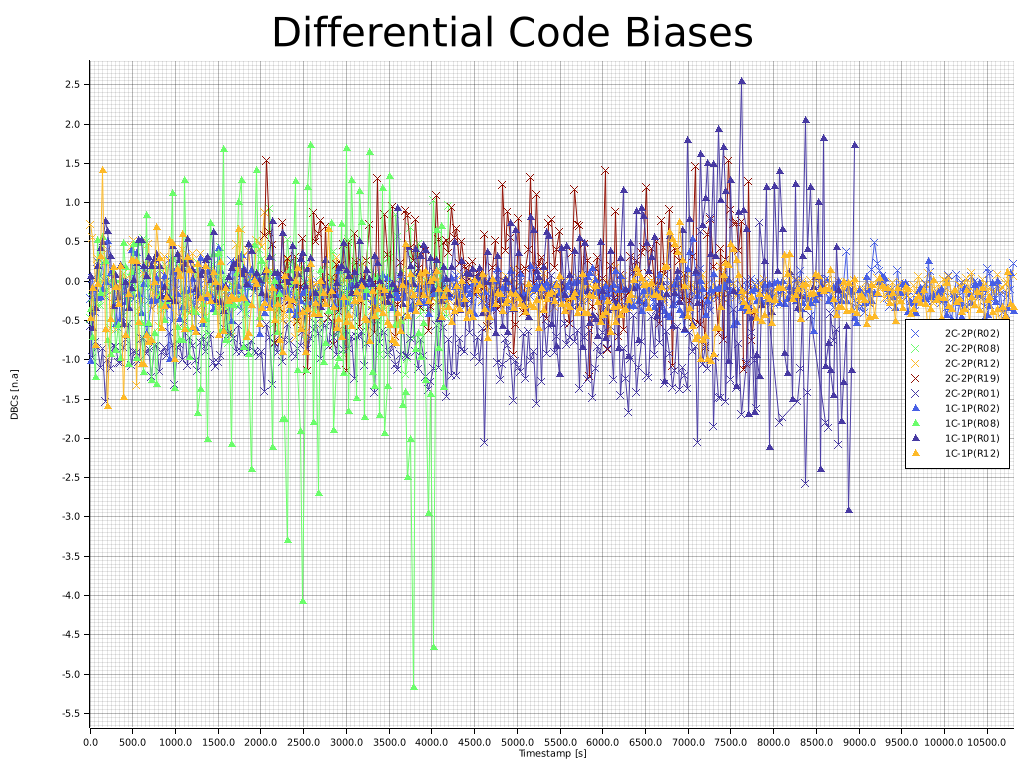 Differential Code Biases
2.5
2.0
1.5
1.0
0.5
0.0
-0.5
-1.0
-1.5
-2.0
-2.5
-3.0
-3.5
-4.0
-4.5
-5.0
-5.5
DBCs [n.a]
2C-2P(R02)
2C-2P(R08)
2C-2P(R12)
2C-2P(R19)
2C-2P(R01)
1C-1P(R02)
1C-1P(R08)
1C-1P(R01)
1C-1P(R12)
0.0 500.0 1000.0 1500.0 2000.0 2500.0 3000.0 3500.0 4000.0 4500.0 5000.0 5500.0 6000.0 6500.0 7000.0 7500.0 8000.0 8500.0 9000.0 9500.0 10000.0 10500.0
Timestamp [s]